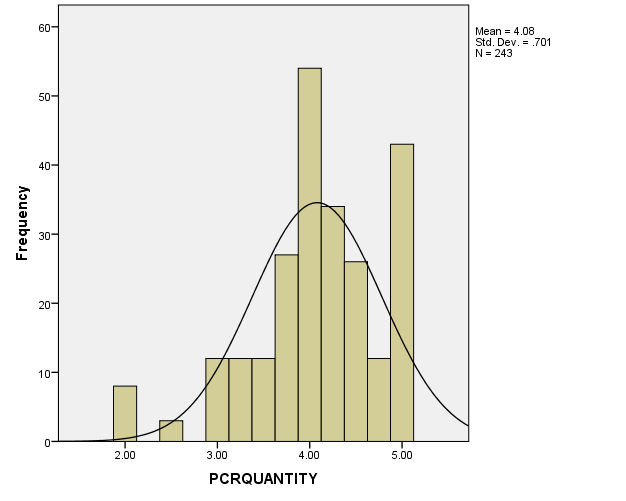 Mean = 4.08
Std. Dev. = .701
N = 243
60
50
40
30
20
10
0
Frequency
2.00 3.00 4.00 5.00
PCRQUANTITY